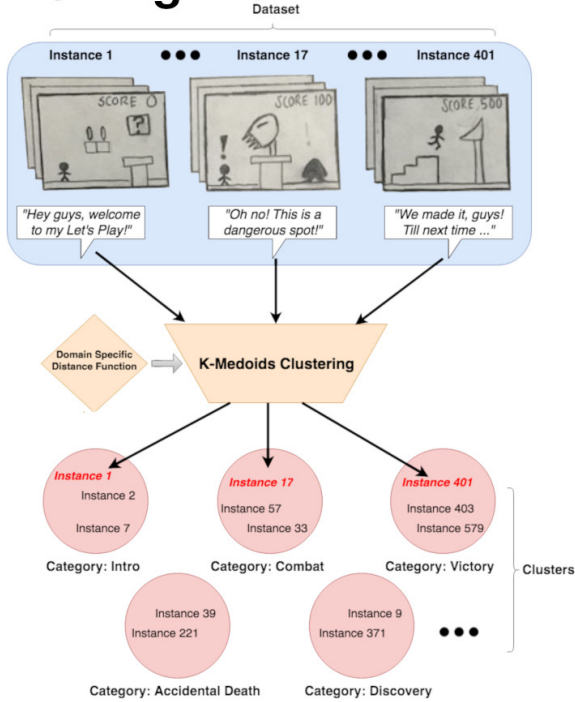 Dataset
Instance 1 ●●● Instance 17 ●●● Instance 401
SCORE 0
?
SCORE 100
!
!
SCORE, 500
"Hey guys, welcome
to my Let's Play!"
"Oh no! This is a
dangerous spot!"
"We made it, guys!
Till next time ..."
Domain Specific
Distance Function
K-Medoids Clustering
Instance 1
Instance 2
Instance 7
Category: Intro
Instance 17
Instance 57
Instance 33
Category: Combat
Instance 401
Instance 403
Instance 579
Category: Victory
Clusters
Instance 39
Instance 221
Category: Accidental Death
Instance 9
Instance 371
Category: Discovery
●●●